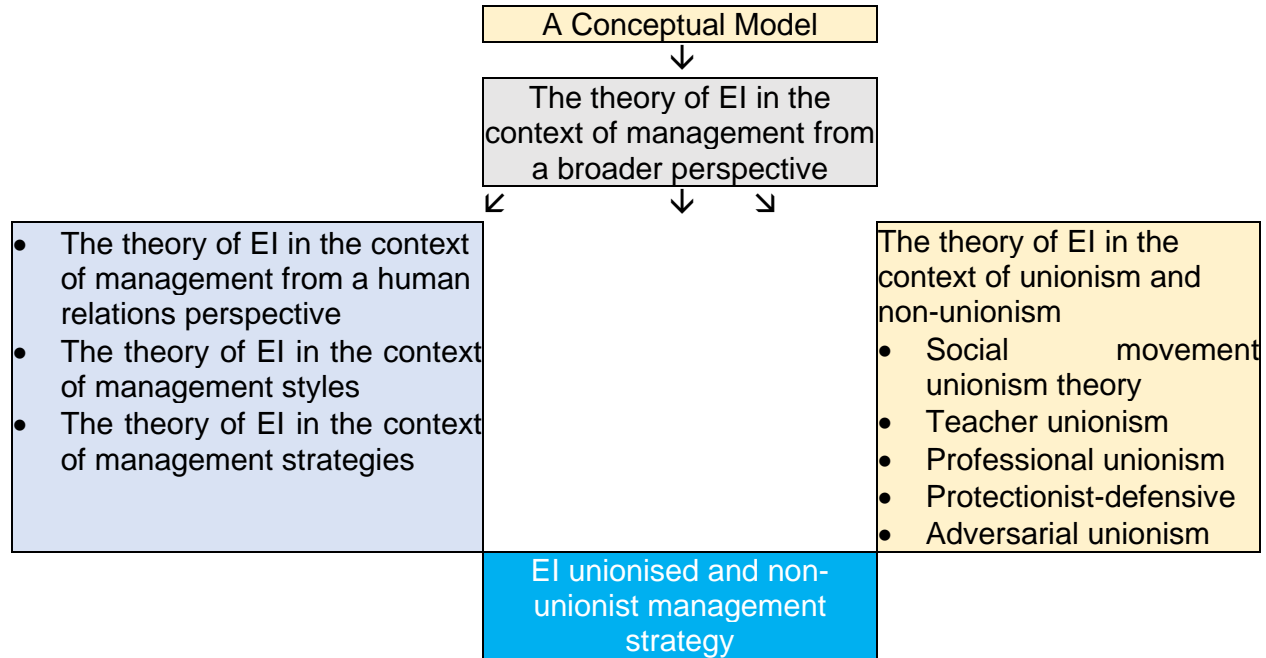 A Conceptual Model
↓
The theory of EI in the
context of management from
a broader perspective
↙ ↓ ↘
• The theory of EI in the context
of management from a human
relations perspective
• The theory of EI in the context
of management styles
• The theory of EI in the context
of management strategies
The theory of EI in the
context of unionism and
non-unionism
• Social movement
unionism theory
• Teacher unionism
• Professional unionism
• Protectionist-defensive
• Adversarial unionism
EI unionised and non-
unionist management
strategy